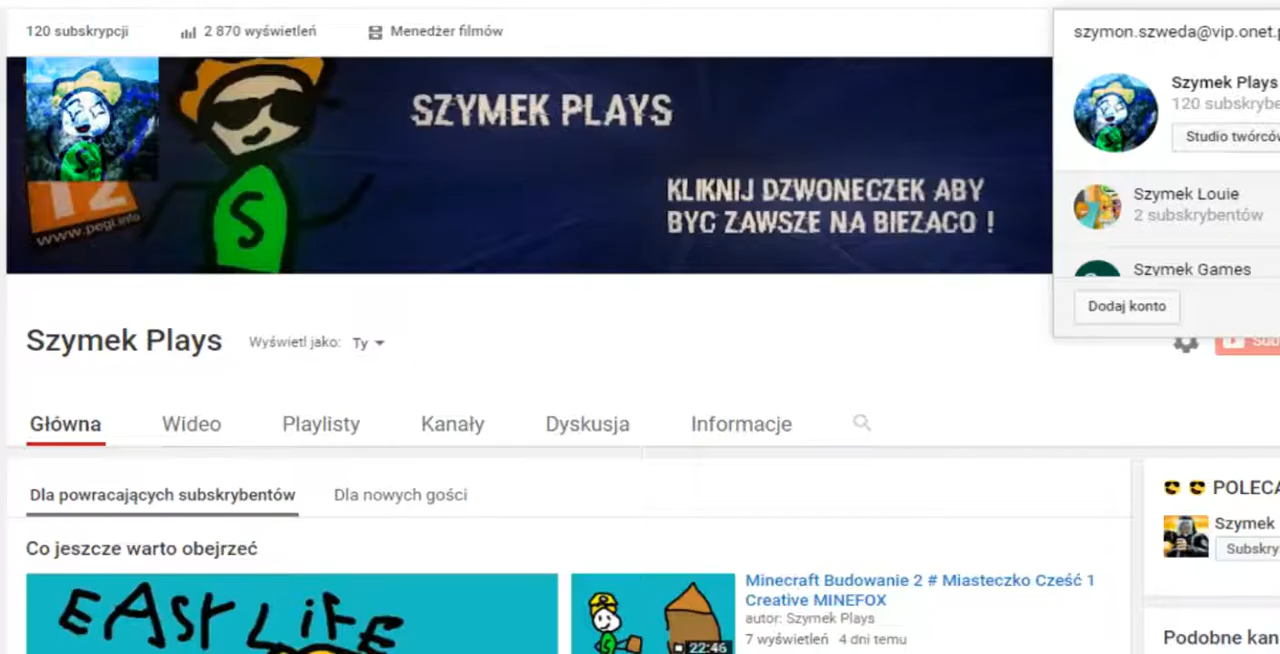 120 subskrypcji
2 870 wyświetleń
Menedżer filmów
szymon.szweda@vip.onet.p
SZYMEK PLAYS
KLIKNIJ DZWONECZEK ABY
BYC ZAWSZE NA BIEZACO !
12
www.pegi.info
S
Szymek Plays
120 subskrybe
Studio twórców
Szymek Louie
2 subskrybentów
Szymek Games
Dodaj konto
Szymek Plays
Wyświetl jako: Ty
Sub
Główna
Wideo
Playlisty
Kanały
Dyskusja
Informacje
Dla powracających subskrybentów
Dla nowych gości
POLECA
Szymek
Subskry
Co jeszcze warto obejrzeć
EASY LIFE
S
22:46
Minecraft Budowanie 2 # Miasteczko Cześć 1
Creative MINEFOX
autor: Szymek Plays
7 wyświetleń 4 dni temu
Podobne kan